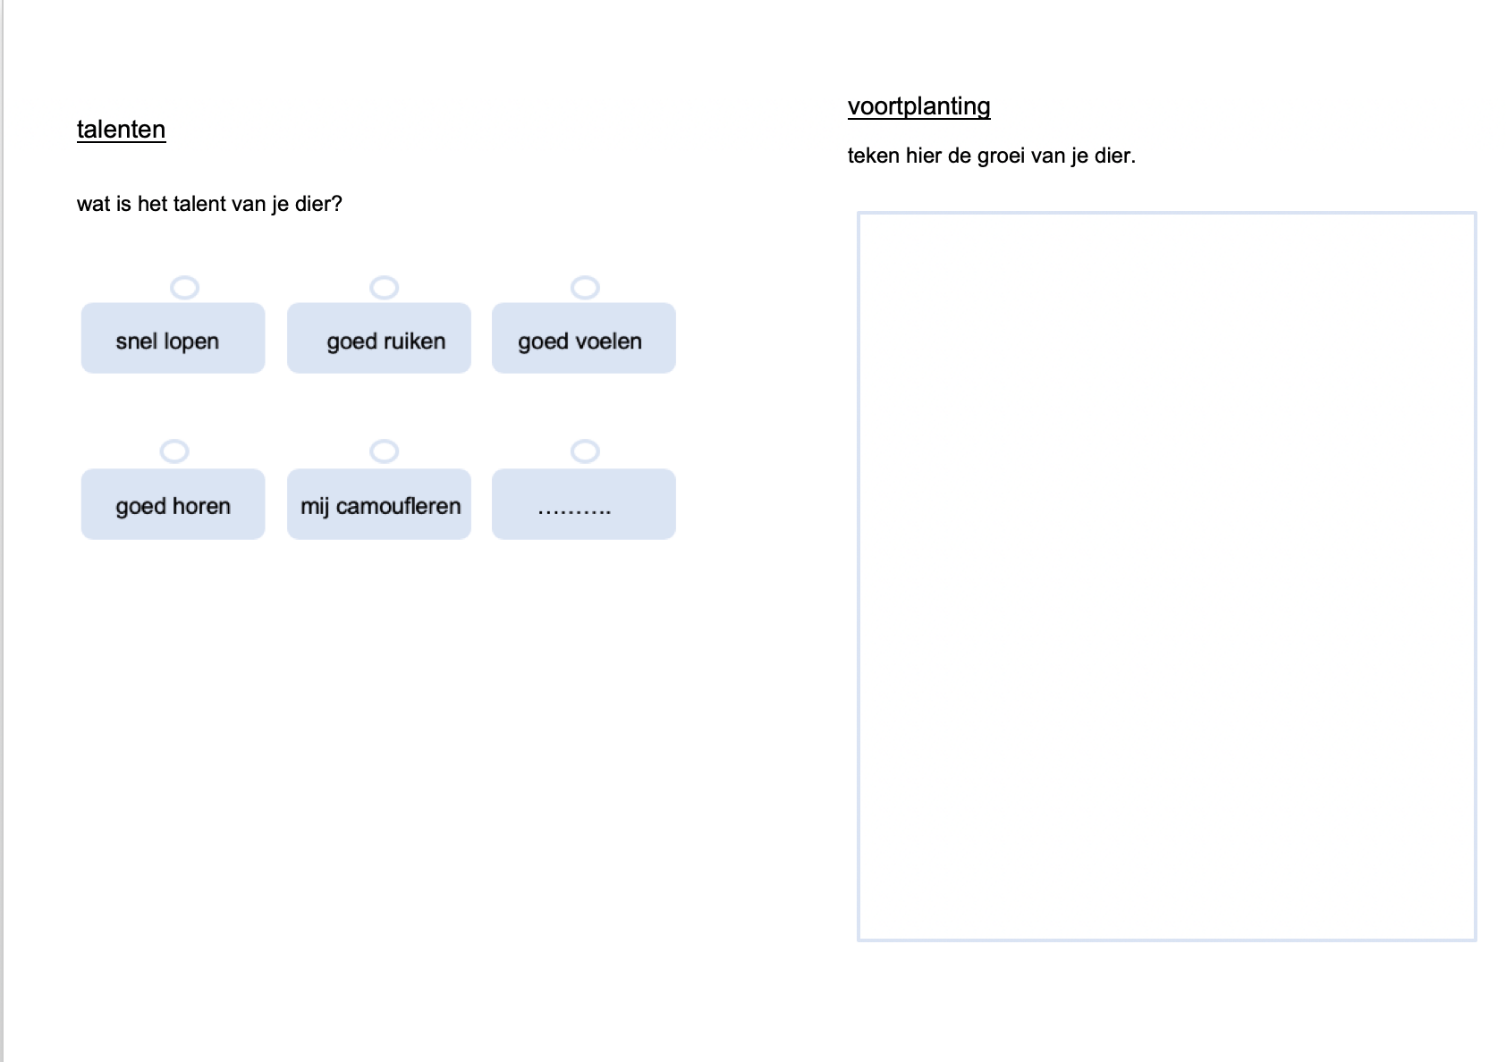 talenten
wat is het talent van je dier?
snel lopen
goed ruiken
goed voelen
goed horen
mij camoufleren
..........
voortplanting
teken hier de groei van je dier.